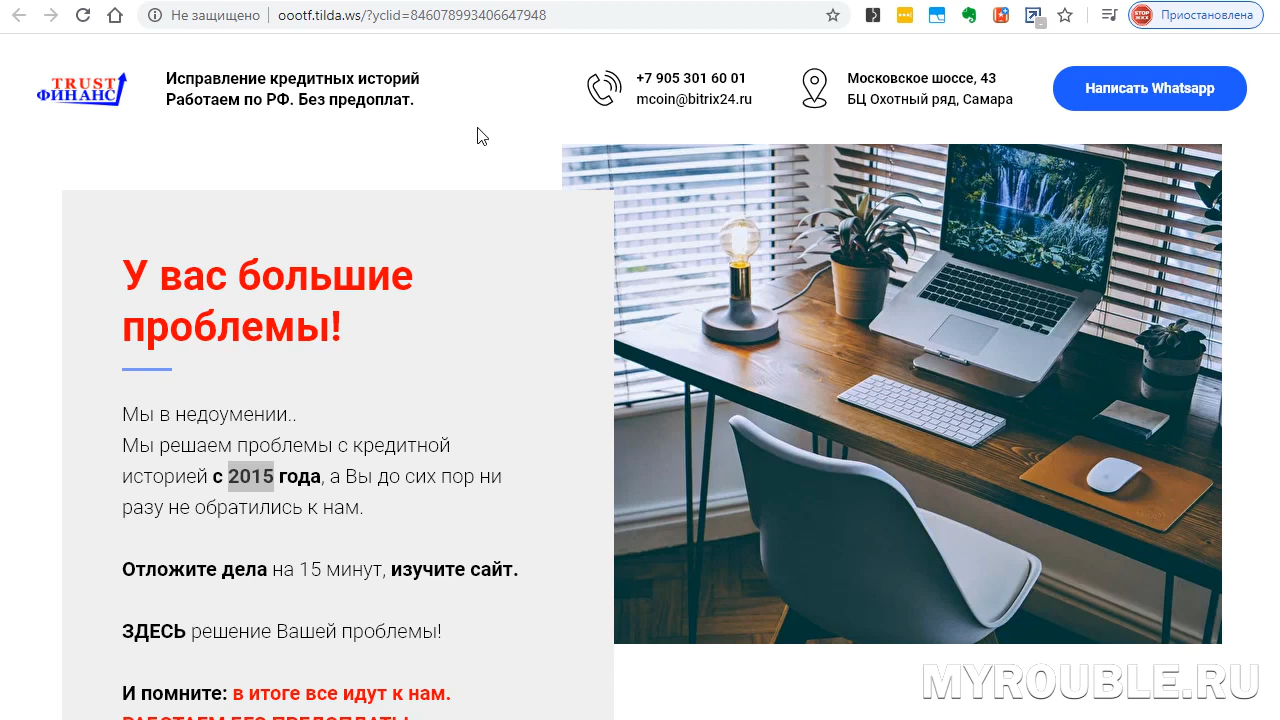 Не защищено
oootf.tilda.ws/?yclid=846078993406647948
Приостановлена
TRUST
ФИНАНС
Исправление кредитных историй
Работаем по РФ. Без предоплат.
+7 905 301 60 01
mcoin@bitrix24.ru
Московское шоссе, 43
БЦ Охотный ряд, Самара
Написать Whatsapp
У вас большие
проблемы!
Мы в недоумении..
Мы решаем проблемы с кредитной
историей с 2015 года, а Вы до сих пор ни
разу не обратились к нам.
Отложите дела на 15 минут, изучите сайт.
ЗДЕСЬ решение Вашей проблемы!
И помните: в итоге все идут к нам.
РАБОТАЕМ БЕЗ ПРЕДОПЛАТЫ!
MYROUBLE.RU